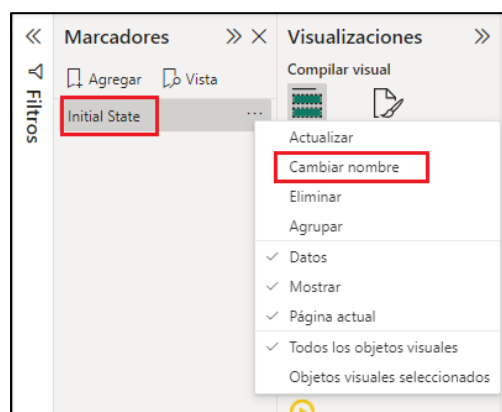 Marcadores
Visualizaciones
Filtros
Agregar
Vista
Compilar visual
Initial State
Actualizar
Cambiar nombre
Eliminar
Agrupar
Datos
Mostrar
Página actual
Todos los objetos visuales
Objetos visuales seleccionados